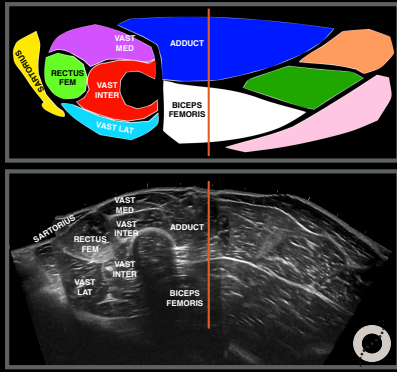 VAST
MED
ADDUCT
SARTORIUS
RECTUS
FEM
VAST
INTER
BICEPS
FEMORIS
VAST LAT
VAST
MED
SARTORIUS
VAST
INTER
ADDUCT
RECTUS
FEM
VAST
INTER
VAST
LAT
BICEPS
FEMORIS